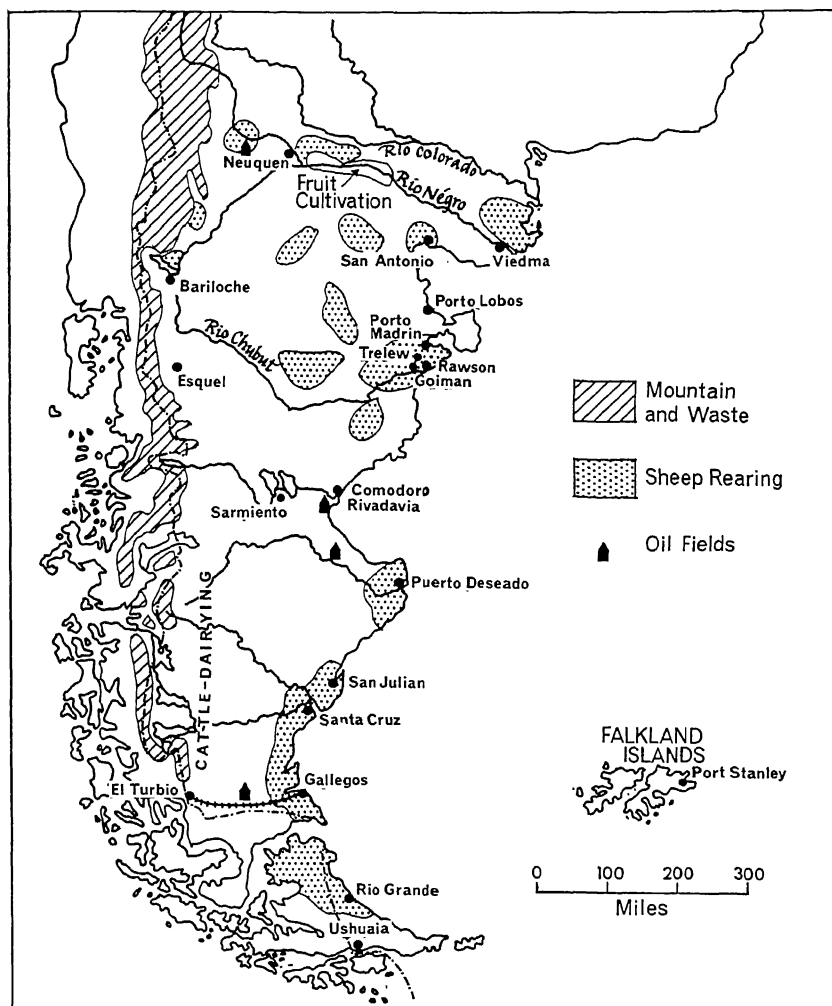 Rio Colorado
Neuquen
Fruit
Cultivation
Rio Négro
San Antonio
Viedma
Bariloche
Porto Lobos
Porto
Madrin
Rio Chubut
Trelew
Rawson
Goiman
Esquel
Mountain
and Waste
Sheep Rearing
Oil Fields
Comodoro
Rivadavia
Sarmiento
Puerto Deseado
CATTLE-DAIRYING
San Julian
Santa Cruz
FALKLAND
ISLANDS
Port Stanley
El Turbio
Gallegos
Rio Grande
Ushuaia
0 100 200 300
Miles